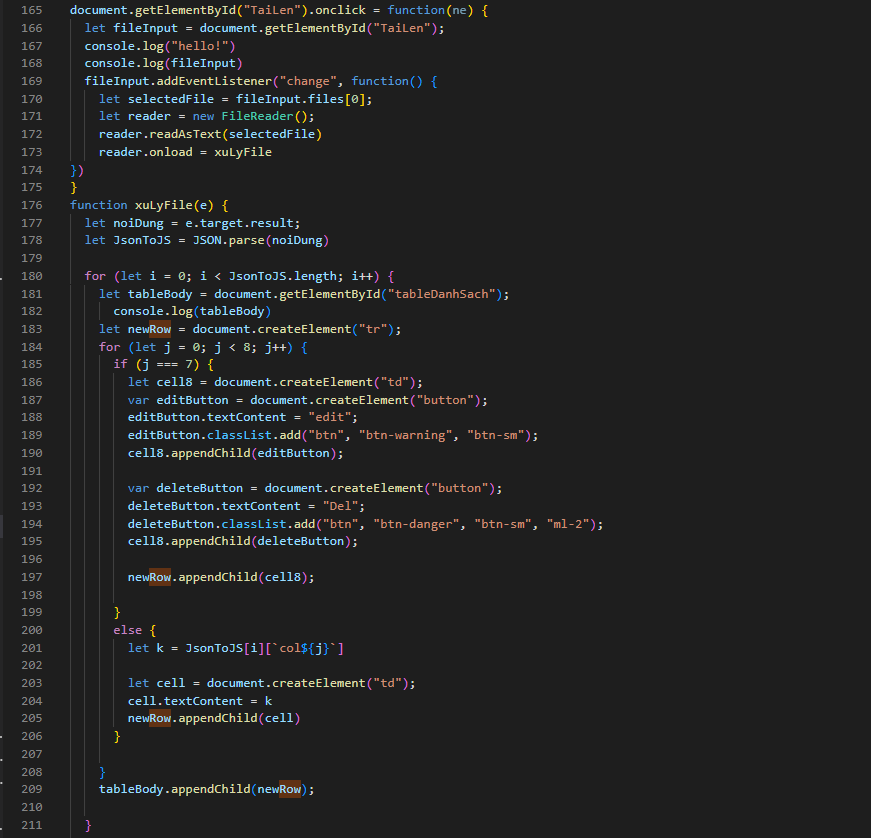 165 document.getElementById("TaiLen").onclick = function(ne) {
166 let fileInput = document.getElementById("TaiLen");
167 console.log("hello!")
168 console.log(fileInput)
169 fileInput.addEventListener("change", function() {
170 let selectedFile = fileInput.files[0];
171 let reader = new FileReader();
172 reader.readAsText(selectedFile)
173 reader.onload = xuLyFile
174 })
175 }
176 function xuLyFile(e) {
177 let noiDung = e.target.result;
178 let JsonToJS = JSON.parse(noiDung)
179
180 for (let i = 0; i < JsonToJS.length; i++) {
181 let tableBody = document.getElementById("tableDanhSach");
182 console.log(tableBody)
183 let newRow = document.createElement("tr");
184 for (let j = 0; j < 8; j++) {
185 if (j === 7) {
186 let cell8 = document.createElement("td");
187 var editButton = document.createElement("button");
188 editButton.textContent = "edit";
189 editButton.classList.add("btn", "btn-warning", "btn-sm");
190 cell8.appendChild(editButton);
191
192 var deleteButton = document.createElement("button");
193 deleteButton.textContent = "Del";
194 deleteButton.classList.add("btn", "btn-danger", "btn-sm", "ml-2");
195 cell8.appendChild(deleteButton);
196
197 newRow.appendChild(cell8);
198
199 }
200 else {
201 let k = JsonToJS[i][`col${j}`]
202
203 let cell = document.createElement("td");
204 cell.textContent = k
205 newRow.appendChild(cell)
206 }
207
208 }
209 tableBody.appendChild(newRow);
210
211 }